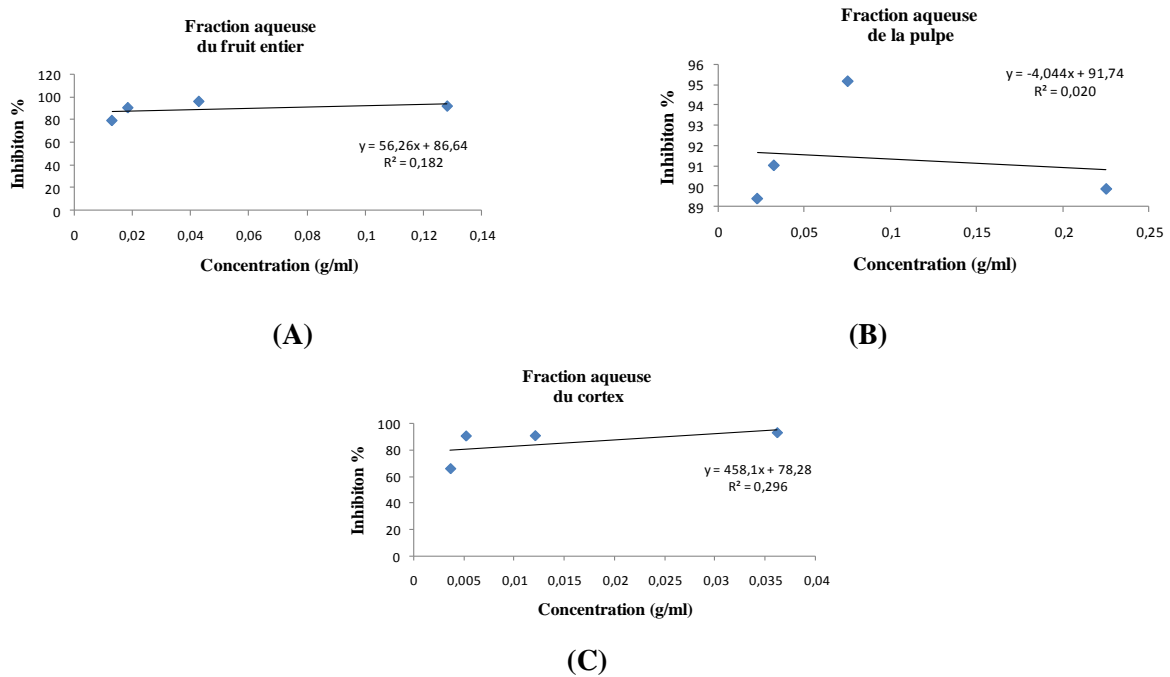 Fraction aqueuse
du fruit entier
120
100
80
60
40
20
0
Inhibiton %
y = 56,26x + 86,64
R² = 0,182
0 0,02 0,04 0,06 0,08 0,1 0,12 0,14
Concentration (g/ml)
(A)
Fraction aqueuse
de la pulpe
96
95
94
93
92
91
90
89
Inhibiton %
y = -4,044x + 91,74
R² = 0,020
0 0,05 0,1 0,15 0,2 0,25
Concentration (g/ml)
(B)
Fraction aqueuse
du cortex
100
80
60
40
20
0
Inhibiton %
y = 458,1x + 78,28
R² = 0,296
0 0,005 0,01 0,015 0,02 0,025 0,03 0,035 0,04
Concentration (g/ml)
(C)